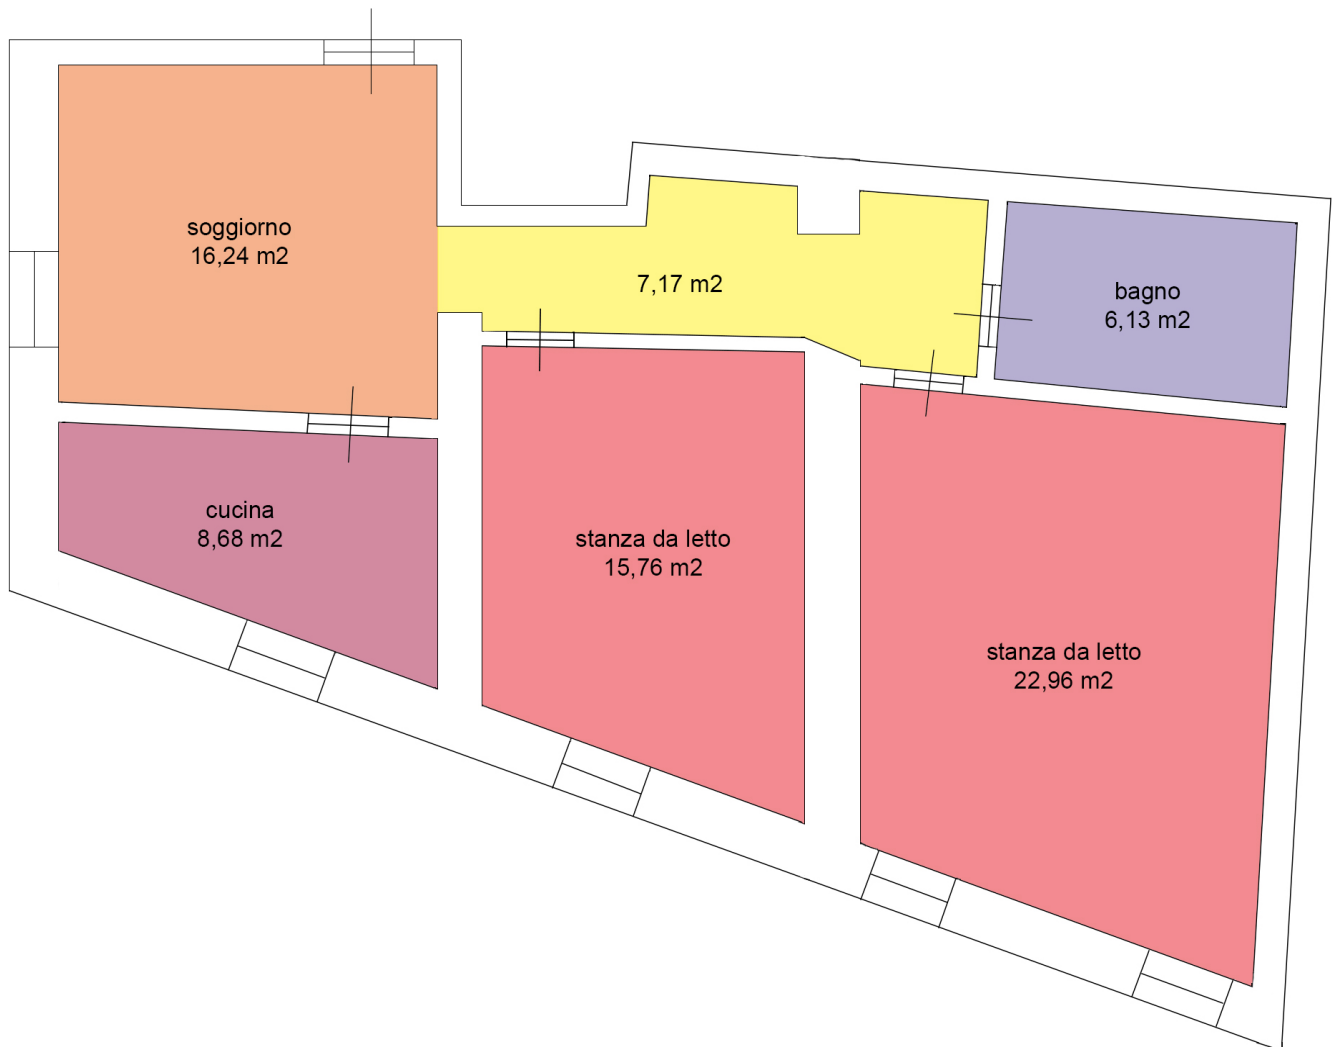 soggiorno
16,24 m2
7,17 m2
bagno
6,13 m2
cucina
8,68 m2
stanza da letto
15,76 m2
stanza da letto
22,96 m2